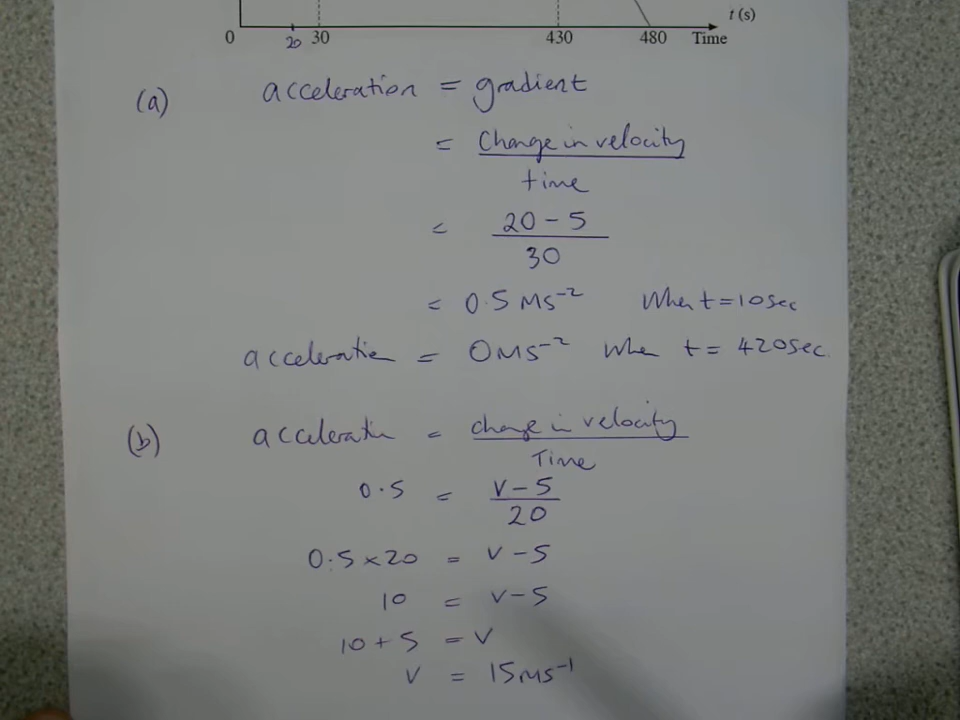 t (s)
0 20 30 430 480 Time
(a) acceleration = gradient
= Change in velocity
time
= 20 - 5
30
= 0.5 Ms⁻² When t = 10 sec
acceleration = 0 Ms⁻² When t = 420 sec.
(b) acceleratin = change in velocity
Time
0.5 = v - 5
20
0.5 × 20 = v - 5
10 = v - 5
10 + 5 = v
v = 15 ms⁻¹